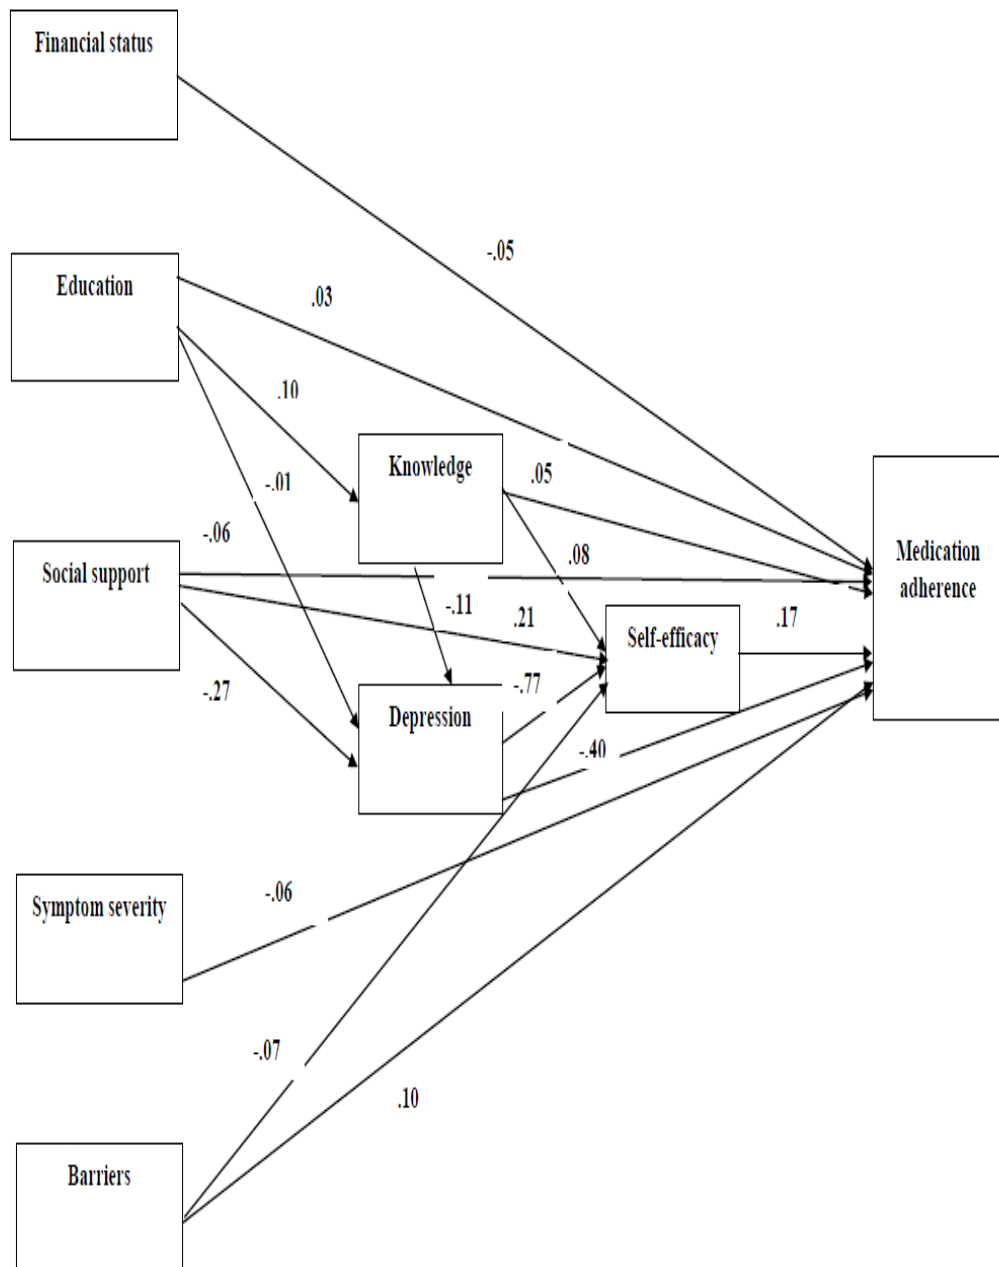 Financial status
-.05
Education
.03
.10
Knowledge
-.01
.05
-.06
Social support
.08
Medication
adherence
-.11
.21
Self-efficacy
.17
-.27
-.77
Depression
-.40
Symptom severity
-.06
-.07
.10
Barriers